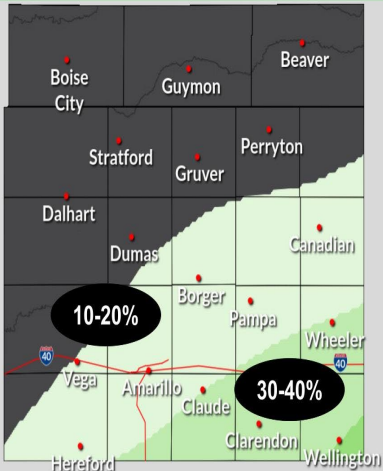 Beaver
Boise
City
Guymon
Perryton
Stratford
Gruver
Dalhart
Canadian
Dumas
Borger
10-20%
Pampa
Wheeler
40
40
Vega
Amarillo
30-40%
Claude
Clarendon
Hereford
Wellington